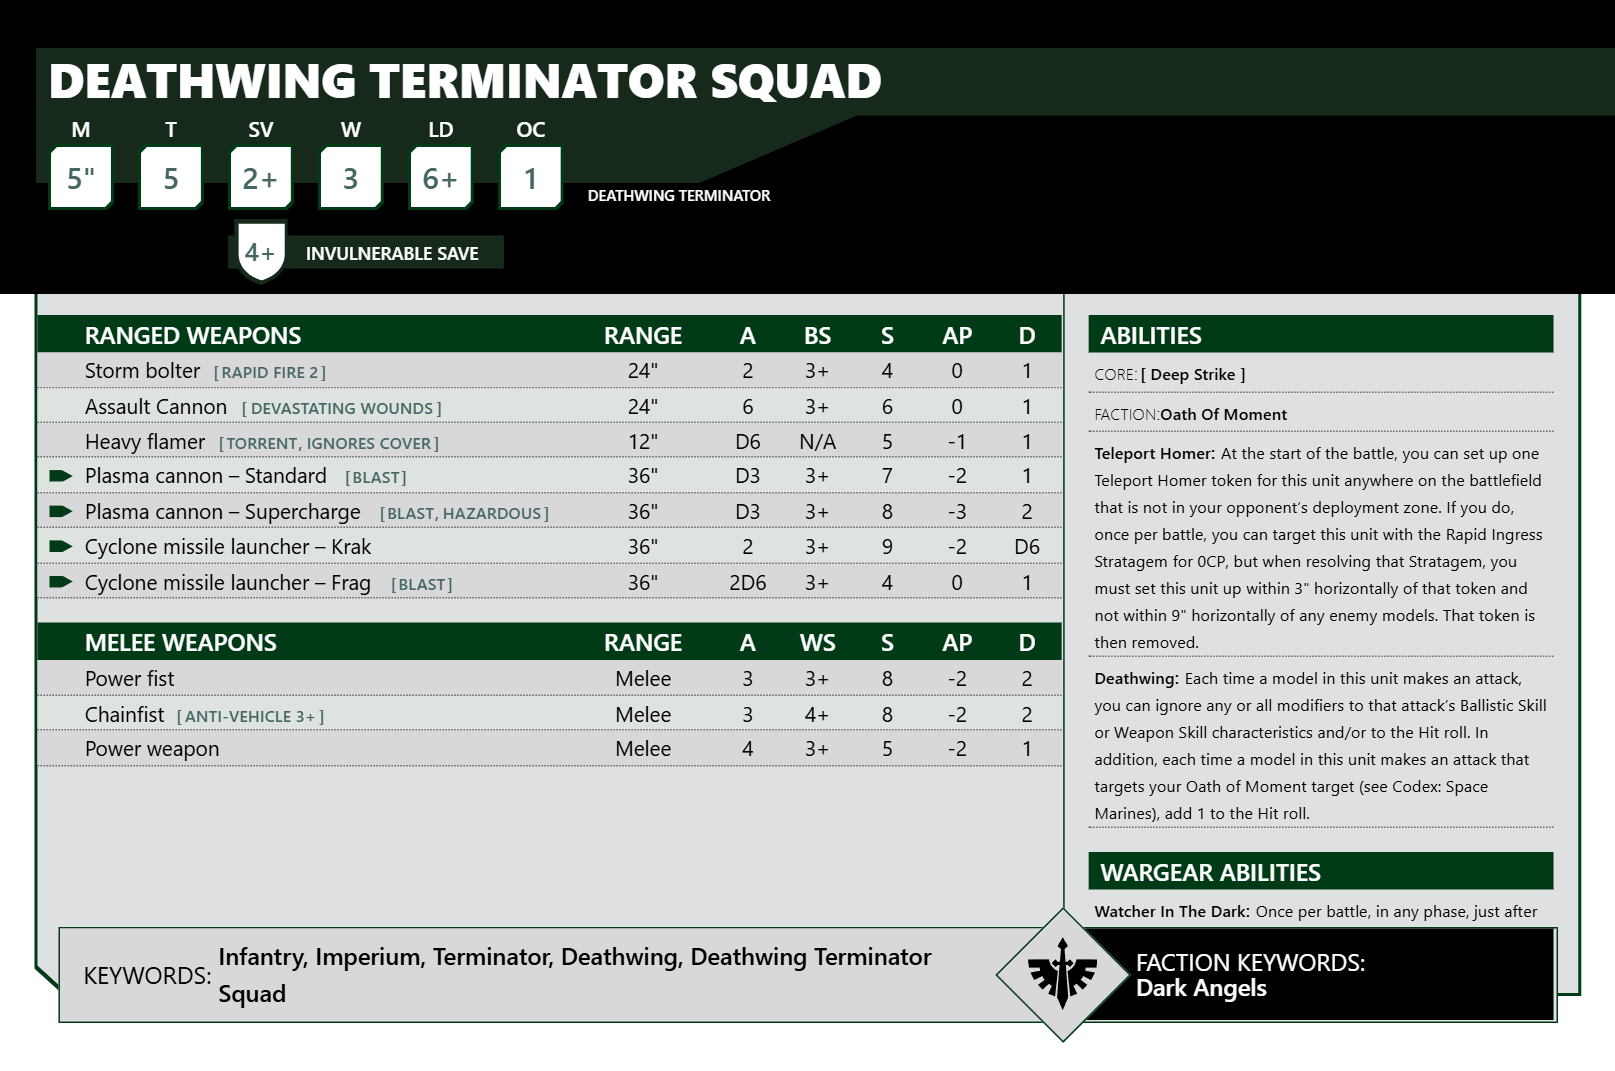 DEATHWING TERMINATOR SQUAD
M T SV W LD OC
5" 5 2+ 3 6+ 1
DEATHWING TERMINATOR
4+ INVULNERABLE SAVE
RANGED WEAPONS RANGE A BS S AP D
Storm bolter [RAPID FIRE 2] 24" 2 3+ 4 0 1
Assault Cannon [DEVASTATING WOUNDS] 24" 6 3+ 6 0 1
Heavy flamer [TORRENT, IGNORES COVER] 12" D6 N/A 5 -1 1
Plasma cannon – Standard [BLAST] 36" D3 3+ 7 -2 1
Plasma cannon – Supercharge [BLAST, HAZARDOUS] 36" D3 3+ 8 -3 2
Cyclone missile launcher – Krak 36" 2 3+ 9 -2 D6
Cyclone missile launcher – Frag [BLAST] 36" 2D6 3+ 4 0 1
MELEE WEAPONS RANGE A WS S AP D
Power fist Melee 3 3+ 8 -2 2
Chainfist [ANTI-VEHICLE 3+] Melee 3 4+ 8 -2 2
Power weapon Melee 4 3+ 5 -2 1
ABILITIES
CORE: [ Deep Strike ]
FACTION:Oath Of Moment
Teleport Homer: At the start of the battle, you can set up one
Teleport Homer token for this unit anywhere on the battlefield
that is not in your opponent’s deployment zone. If you do,
once per battle, you can target this unit with the Rapid Ingress
Stratagem for 0CP, but when resolving that Stratagem, you
must set this unit up within 3" horizontally of that token and
not within 9" horizontally of any enemy models. That token is
then removed.
Deathwing: Each time a model in this unit makes an attack,
you can ignore any or all modifiers to that attack’s Ballistic Skill
or Weapon Skill characteristics and/or to the Hit roll. In
addition, each time a model in this unit makes an attack that
targets your Oath of Moment target (see Codex: Space
Marines), add 1 to the Hit roll.
WARGEAR ABILITIES
Watcher In The Dark: Once per battle, in any phase, just after
KEYWORDS: Infantry, Imperium, Terminator, Deathwing, Deathwing Terminator
Squad
FACTION KEYWORDS:
Dark Angels